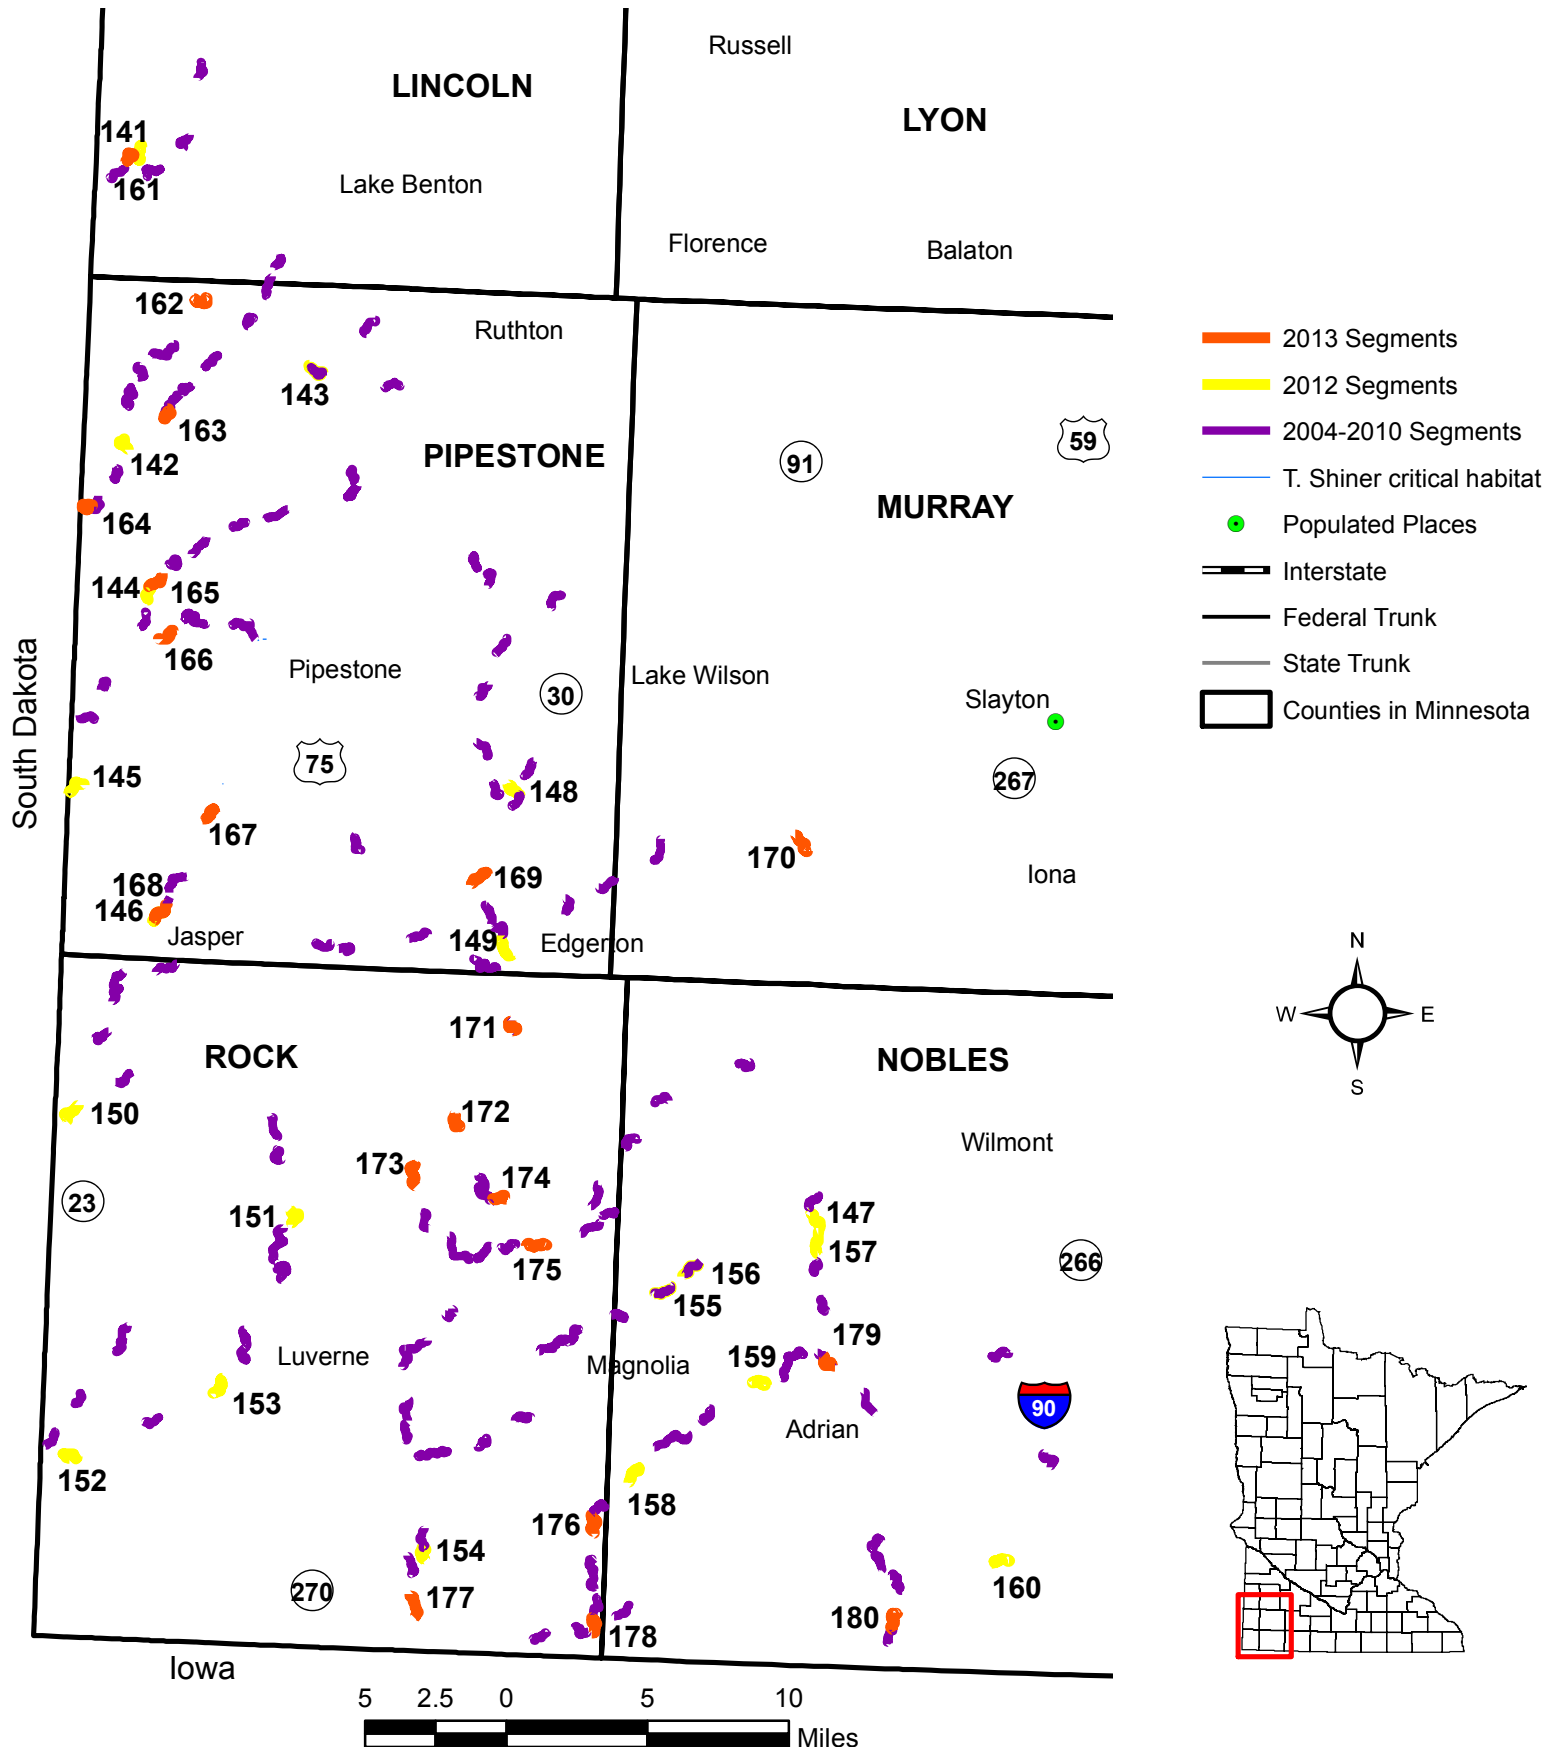 Russell
LINCOLN
LYON
141
161
Lake Benton
Florence
Balaton
162
Ruthton
143
163
PIPESTONE
142
91
59
MURRAY
164
144
165
166
Pipestone
Lake Wilson
30
Slayton
South Dakota
75
145
148
267
167
170
168
169
Iona
146
Jasper
149
Edgerton
171
ROCK
NOBLES
150
172
Wilmont
173
174
23
151
147
157
175
156
266
155
179
Luverne
Magnolia
159
153
90
Adrian
152
158
176
154
160
270
177
180
178
Iowa
5 2.5 0 5 10
Miles
2013 Segments
2012 Segments
2004-2010 Segments
T. Shiner critical habitat
Populated Places
Interstate
Federal Trunk
State Trunk
Counties in Minnesota
N
W E
S